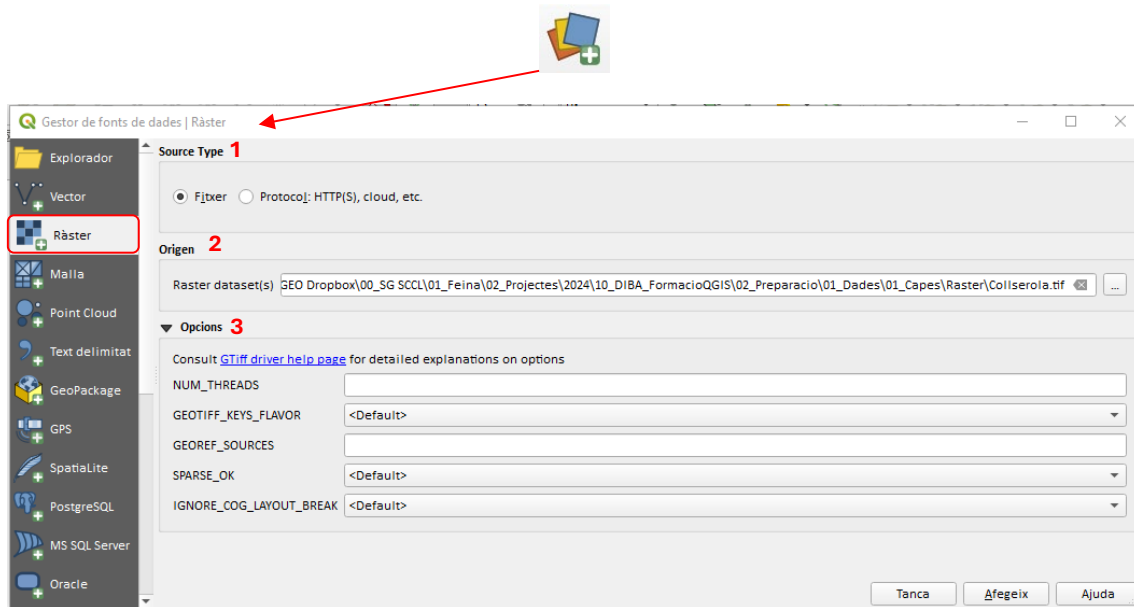 Gestor de fonts de dades | Ràster
Explorador
Vector
Ràster
Malla
Point Cloud
Text delimitat
GeoPackage
GPS
SpatiaLite
PostgreSQL
MS SQL Server
Oracle
Source Type 1
Fitxer Protocol: HTTP(S), cloud, etc.
Origen 2
Raster dataset(s) GEO Dropbox\00_SG SCCL\01_Feina\02_Projectes\2024\10_DIBA_FormacioQGIS\02_Preparacio\01_Dades\01_Capes\Raster\Collserola.tif ...
Opcions 3
Consult GTiff driver help page for detailed explanations on options
NUM_THREADS
GEOTIFF_KEYS_FLAVOR <Default>
GEOREF_SOURCES
SPARSE_OK <Default>
IGNORE_COG_LAYOUT_BREAK <Default>
Tanca Afegeix Ajuda